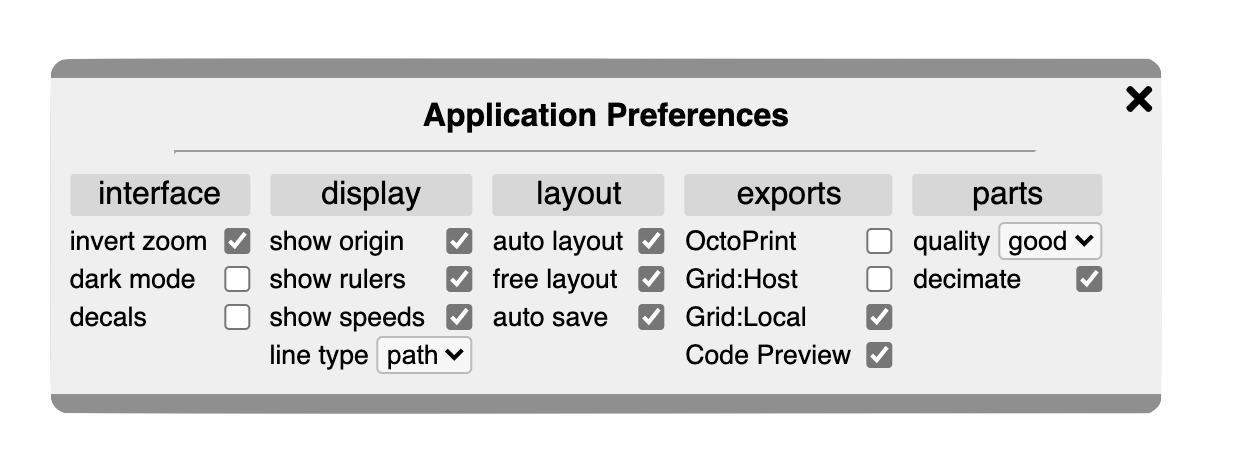 Application Preferences
interface display layout exports parts
invert zoom show origin auto layout OctoPrint quality good
dark mode show rulers free layout Grid:Host decimate
decals show speeds auto save Grid:Local
line type path Code Preview